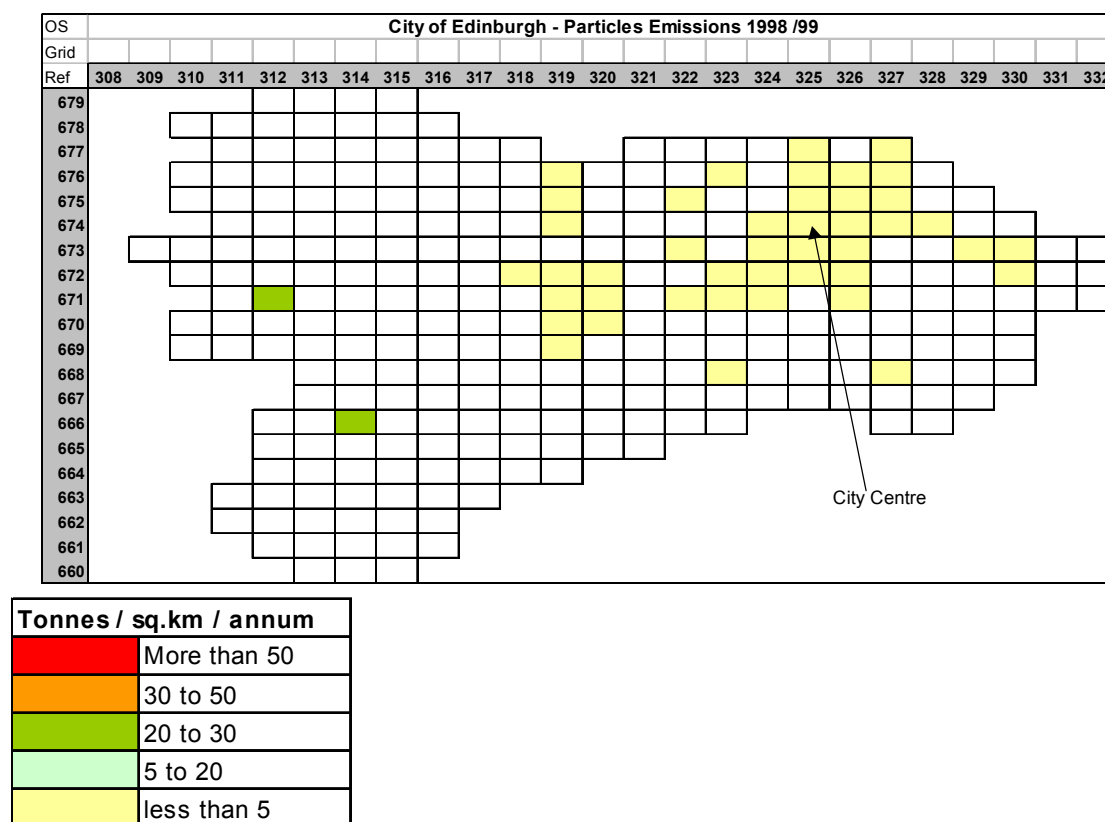 OS City of Edinburgh - Particles Emissions 1998 /99
Grid
Ref 308 309 310 311 312 313 314 315 316 317 318 319 320 321 322 323 324 325 326 327 328 329 330 331 332
679
678
677
676
675
674
673
672
671
670
669
668
667
666
665
664
663
City Centre
662
661
660
Tonnes / sq.km / annum
More than 50
30 to 50
20 to 30
5 to 20
less than 5